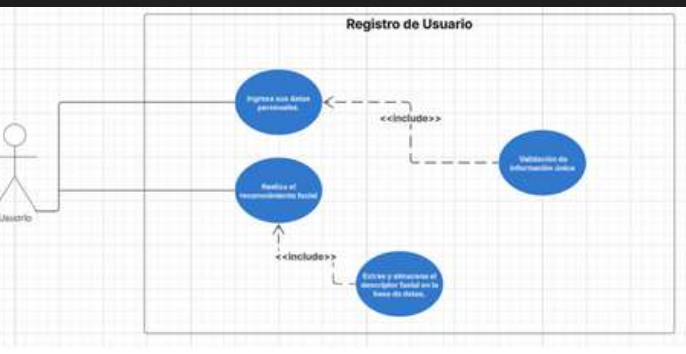 Registro de Usuario
Ingresa sus datos
personales.
<<include>>
Validación de
información única
Realiza el
reconocimiento facial
Usuario
<<include>>
Extrae y almacena el
descriptor facial en la
base de datos.